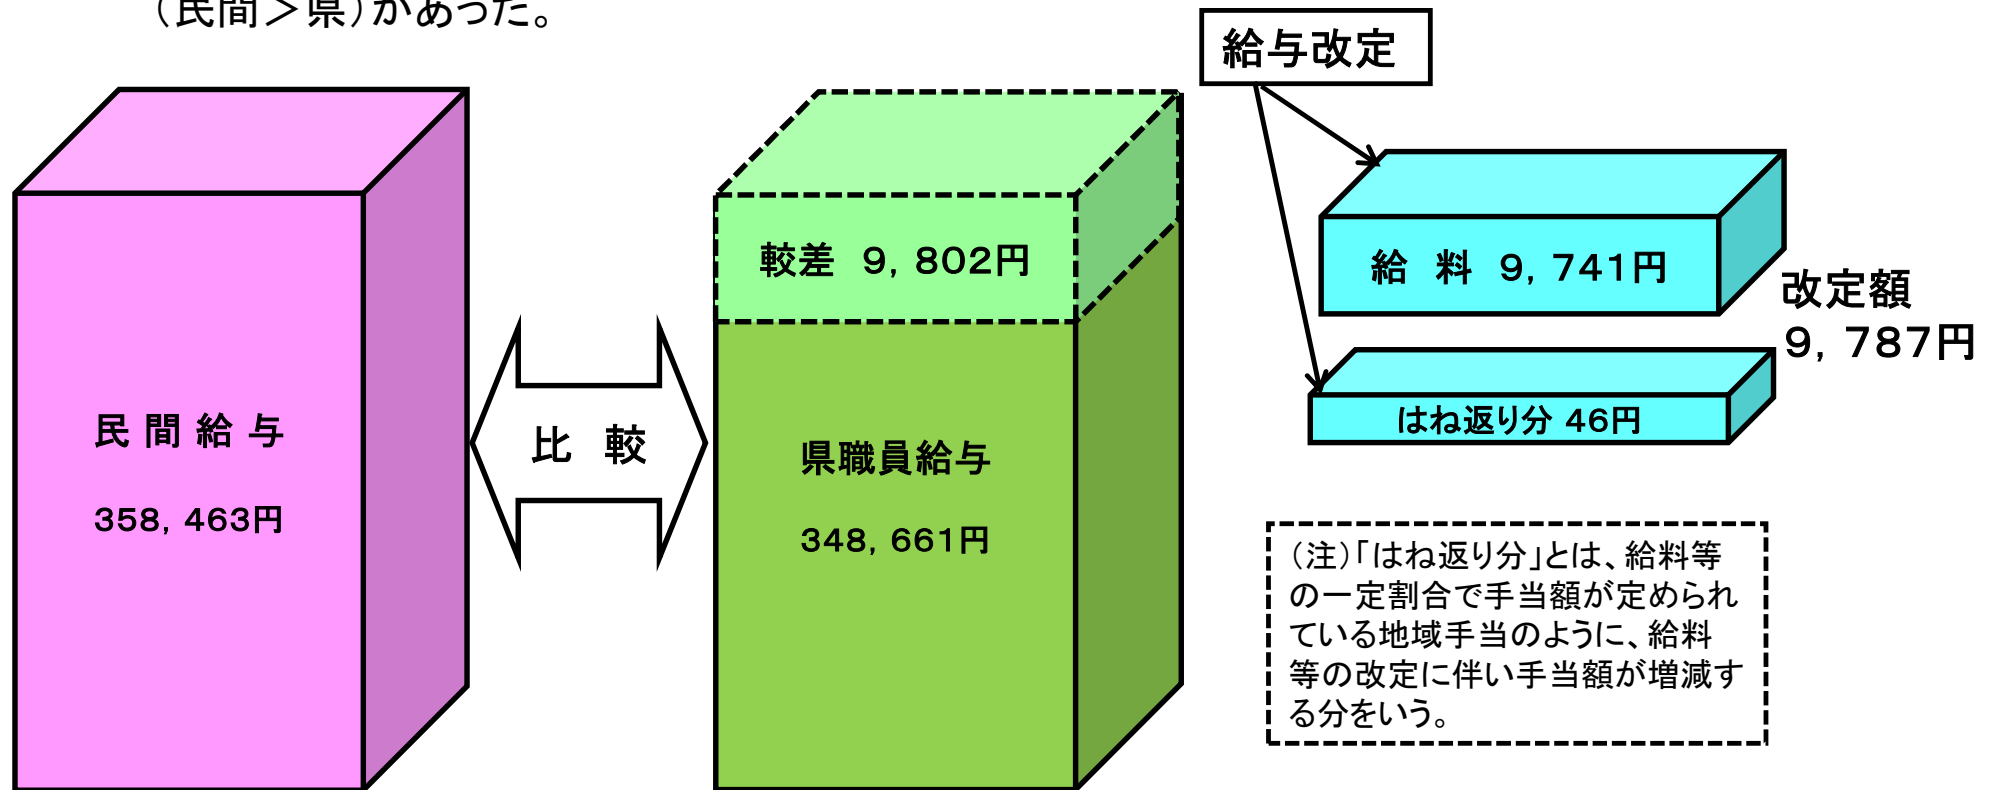 （民間＞県）があった。
給与改定
較差　９，８０２円
給　料　９，７４１円
改定額
９，７８７円
はね返り分 46円
民 間 給 与
358，463円
比　較
県職員給与
348，661円
（注）「はね返り分」とは、給料等
の一定割合で手当額が定められ
ている地域手当のように、給料
等の改定に伴い手当額が増減す
る分をいう。